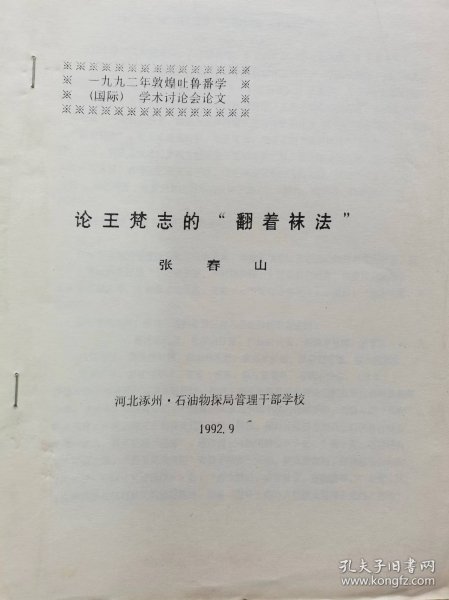 ※※※※※※※※※※※※※※※
※ 一九九二年敦煌吐鲁番学 ※
※ (国际) 学术讨论会论文 ※
※※※※※※※※※※※※※※※
论王梵志的“翻着袜法”
张春山
河北涿州·石油物探局管理干部学校
1992.9
孔夫子旧书网
www.kongfz.com